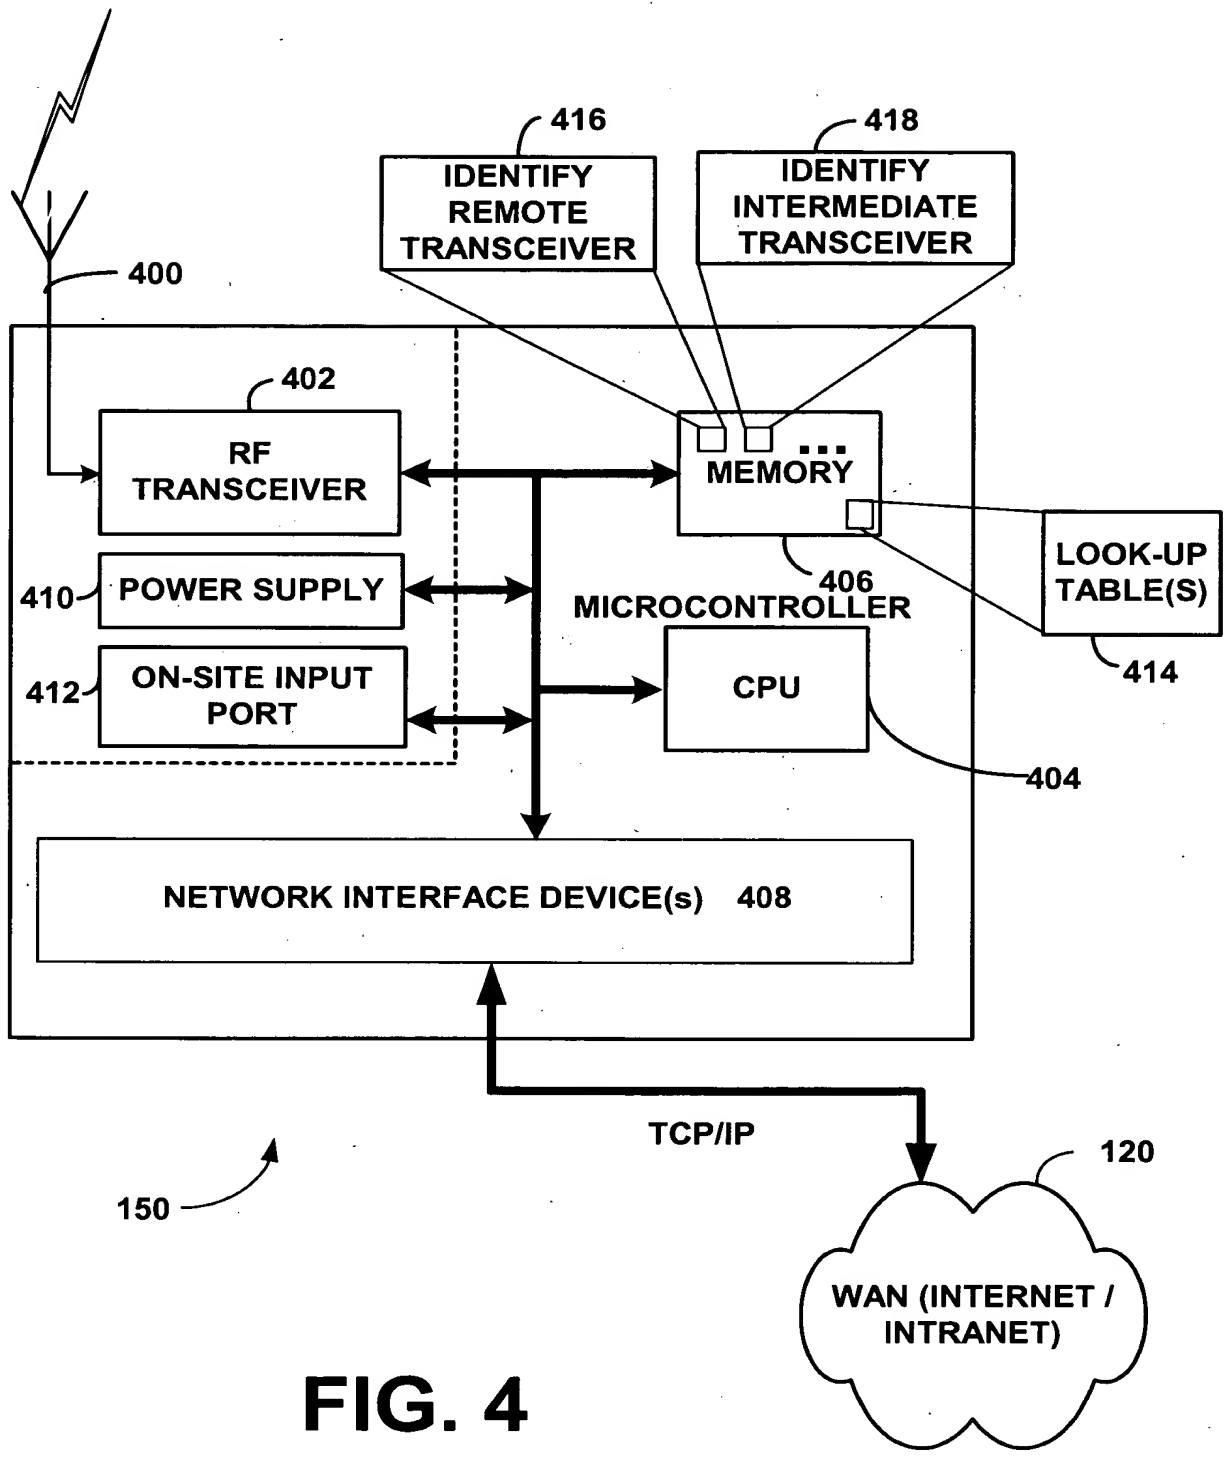 416
418
IDENTIFY
REMOTE
TRANSCEIVER
IDENTIFY
INTERMEDIATE
TRANSCEIVER
400
402
RF
TRANSCEIVER
...
MEMORY
406
LOOK-UP
TABLE(S)
414
410
POWER SUPPLY
MICROCONTROLLER
412
ON-SITE INPUT
PORT
CPU
404
NETWORK INTERFACE DEVICE(s) 408
TCP/IP
150
120
WAN (INTERNET /
INTRANET)
FIG. 4